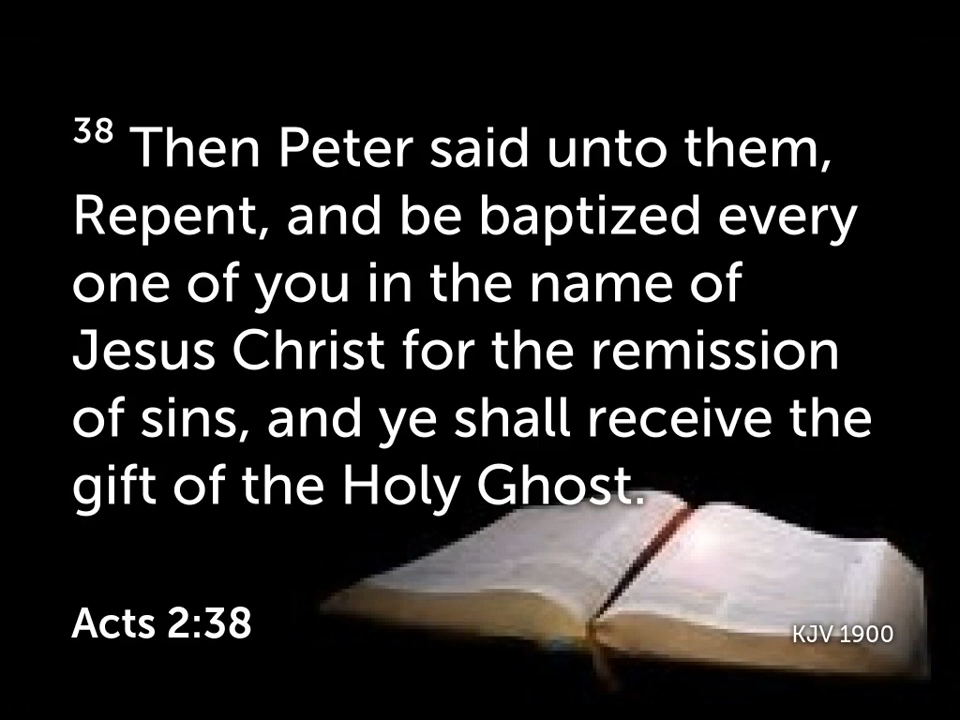 38 Then Peter said unto them,
Repent, and be baptized every
one of you in the name of
Jesus Christ for the remission
of sins, and ye shall receive the
gift of the Holy Ghost.
Acts 2:38
KJV 1900